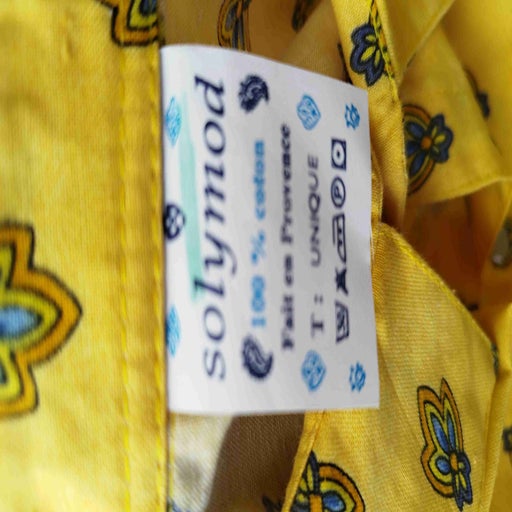 solymod
100 % coton
Fait en Provence
T : UNIQUE